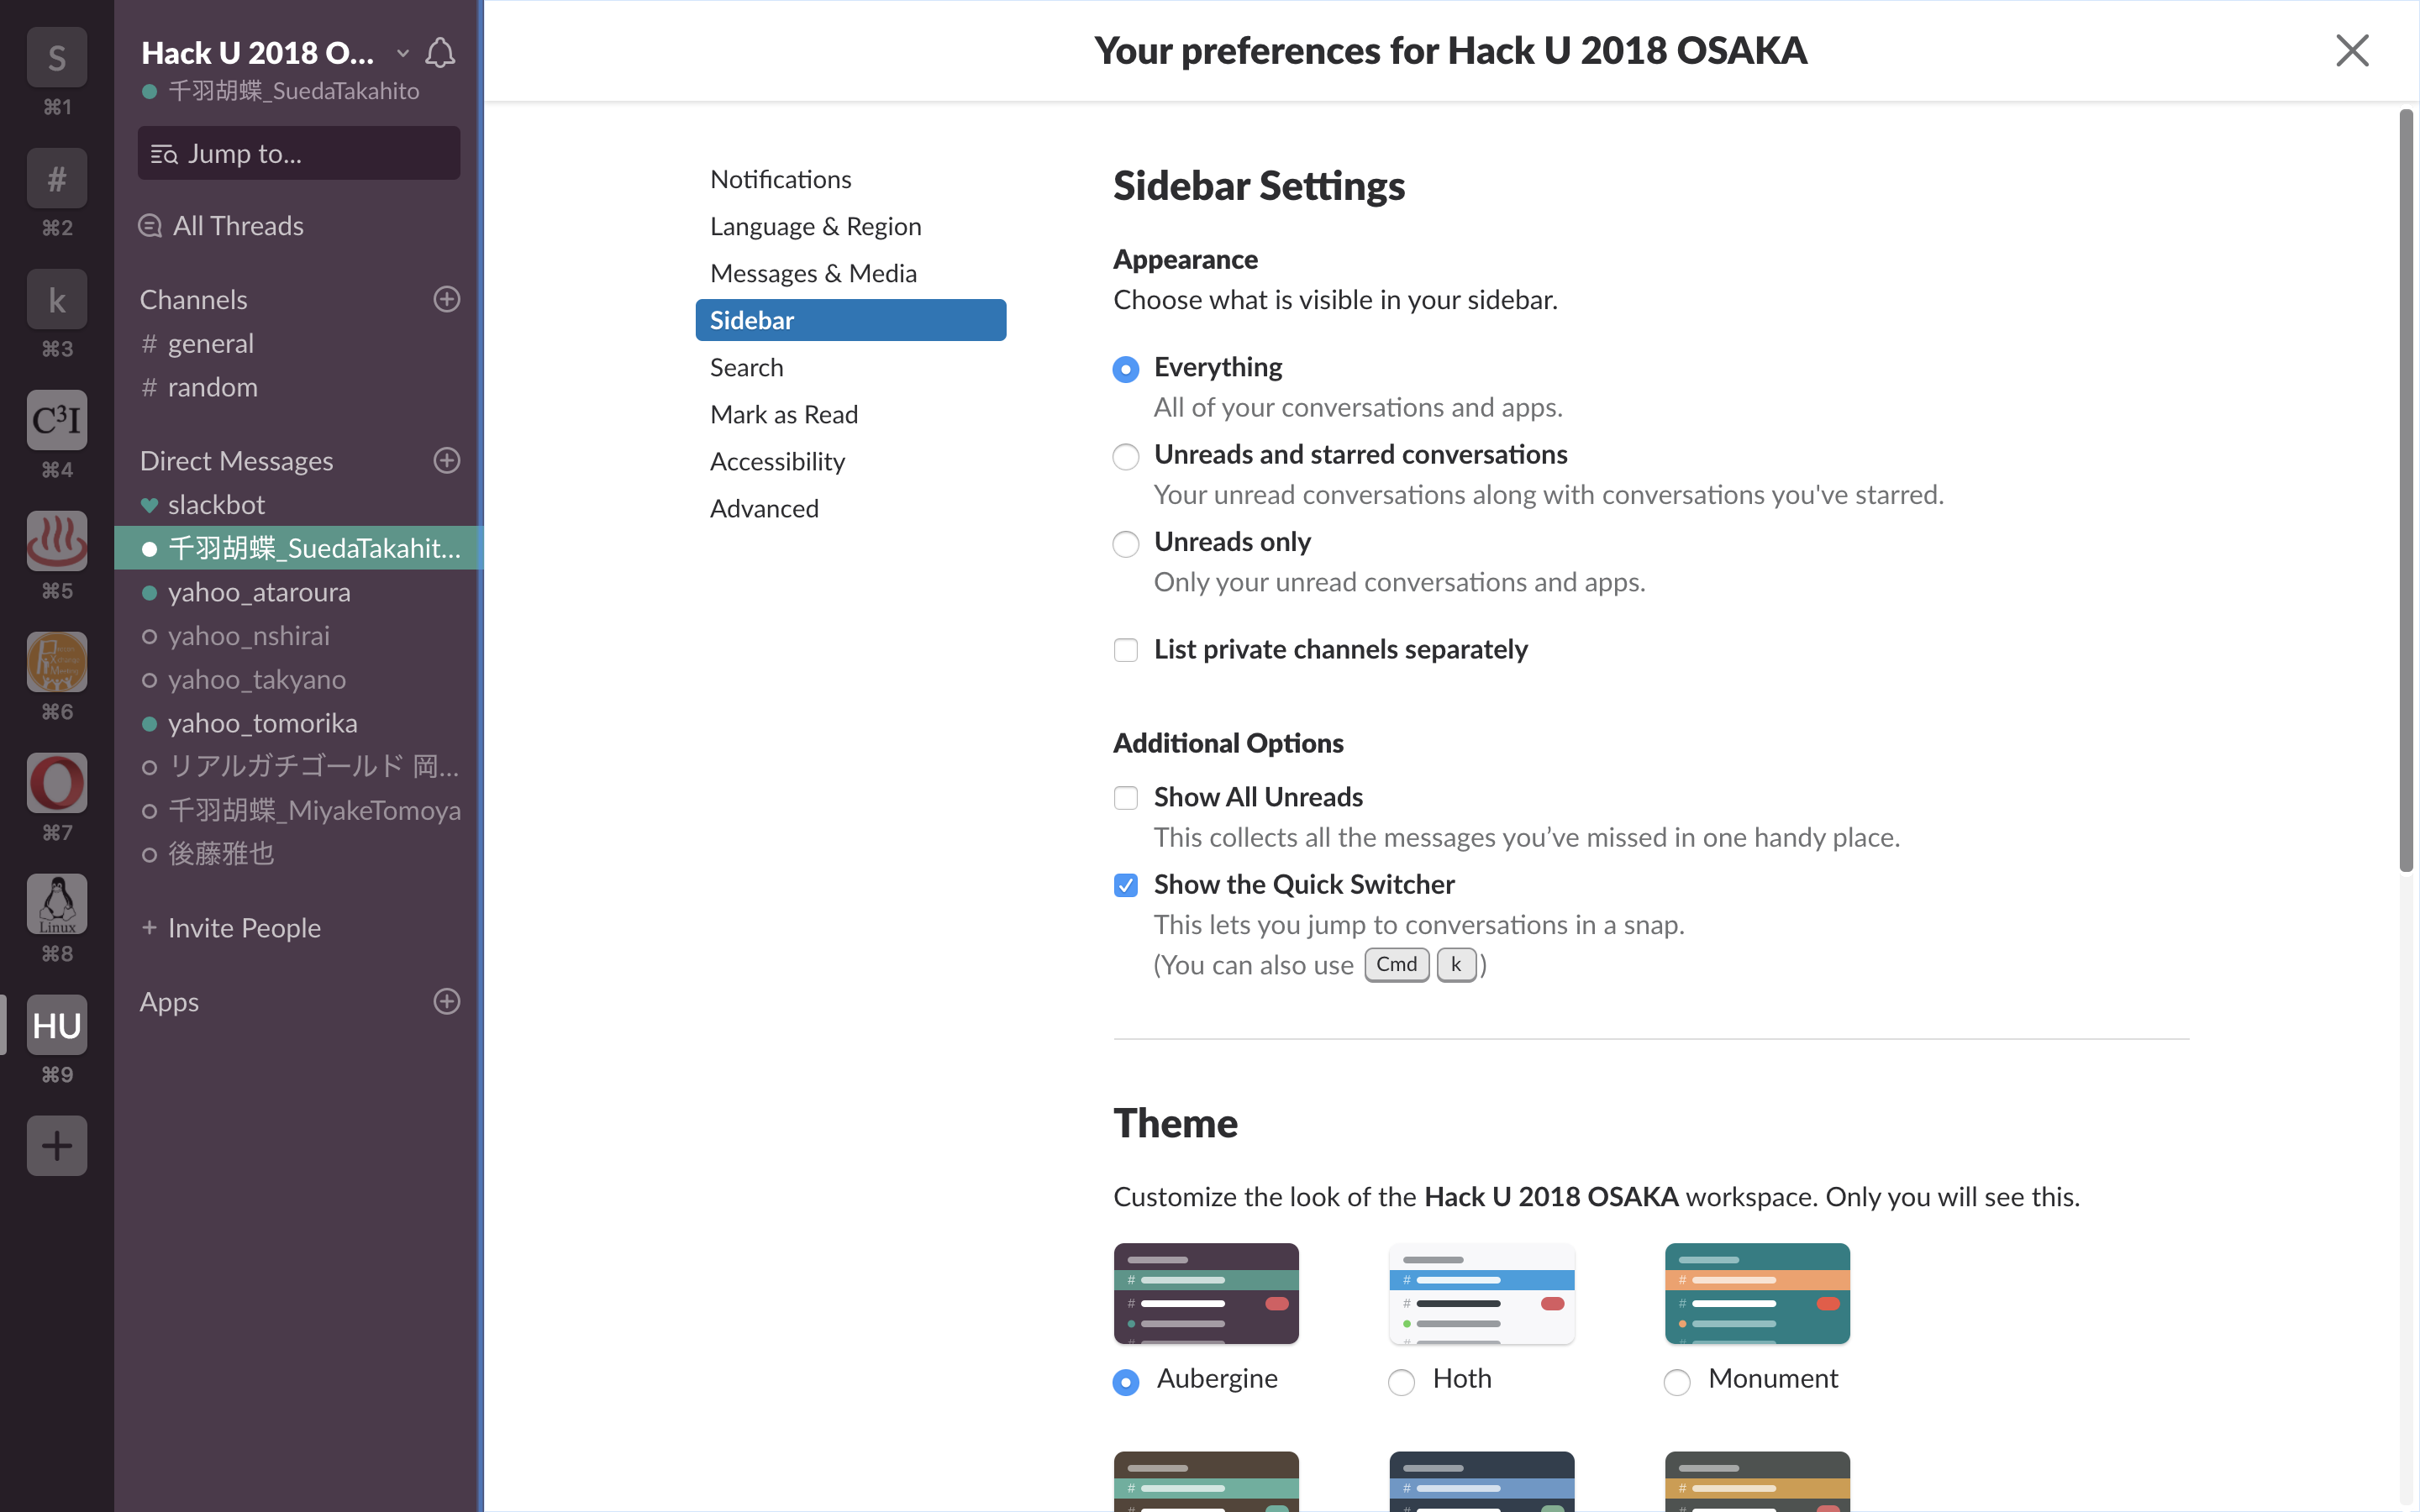 S
⌘1
#
⌘2
k
⌘3
C³I
⌘4
⌘5
⌘6
⌘7
Linux
⌘8
HU
⌘9
+
Hack U 2018 O...
千羽胡蝶_SuedaTakahito
Jump to...
All Threads
Channels
# general
# random
Direct Messages
slackbot
千羽胡蝶_SuedaTakahit...
yahoo_ataroura
yahoo_nshirai
yahoo_takyano
yahoo_tomorika
リアルガチゴールド 岡...
千羽胡蝶_MiyakeTomoya
後藤雅也
+ Invite People
Apps
Your preferences for Hack U 2018 OSAKA
Notifications
Language & Region
Messages & Media
Sidebar
Search
Mark as Read
Accessibility
Advanced
Sidebar Settings
Appearance
Choose what is visible in your sidebar.
Everything
All of your conversations and apps.
Unreads and starred conversations
Your unread conversations along with conversations you've starred.
Unreads only
Only your unread conversations and apps.
List private channels separately
Additional Options
Show All Unreads
This collects all the messages you’ve missed in one handy place.
Show the Quick Switcher
This lets you jump to conversations in a snap.
(You can also use Cmd k)
Theme
Customize the look of the Hack U 2018 OSAKA workspace. Only you will see this.
Aubergine
Hoth
Monument